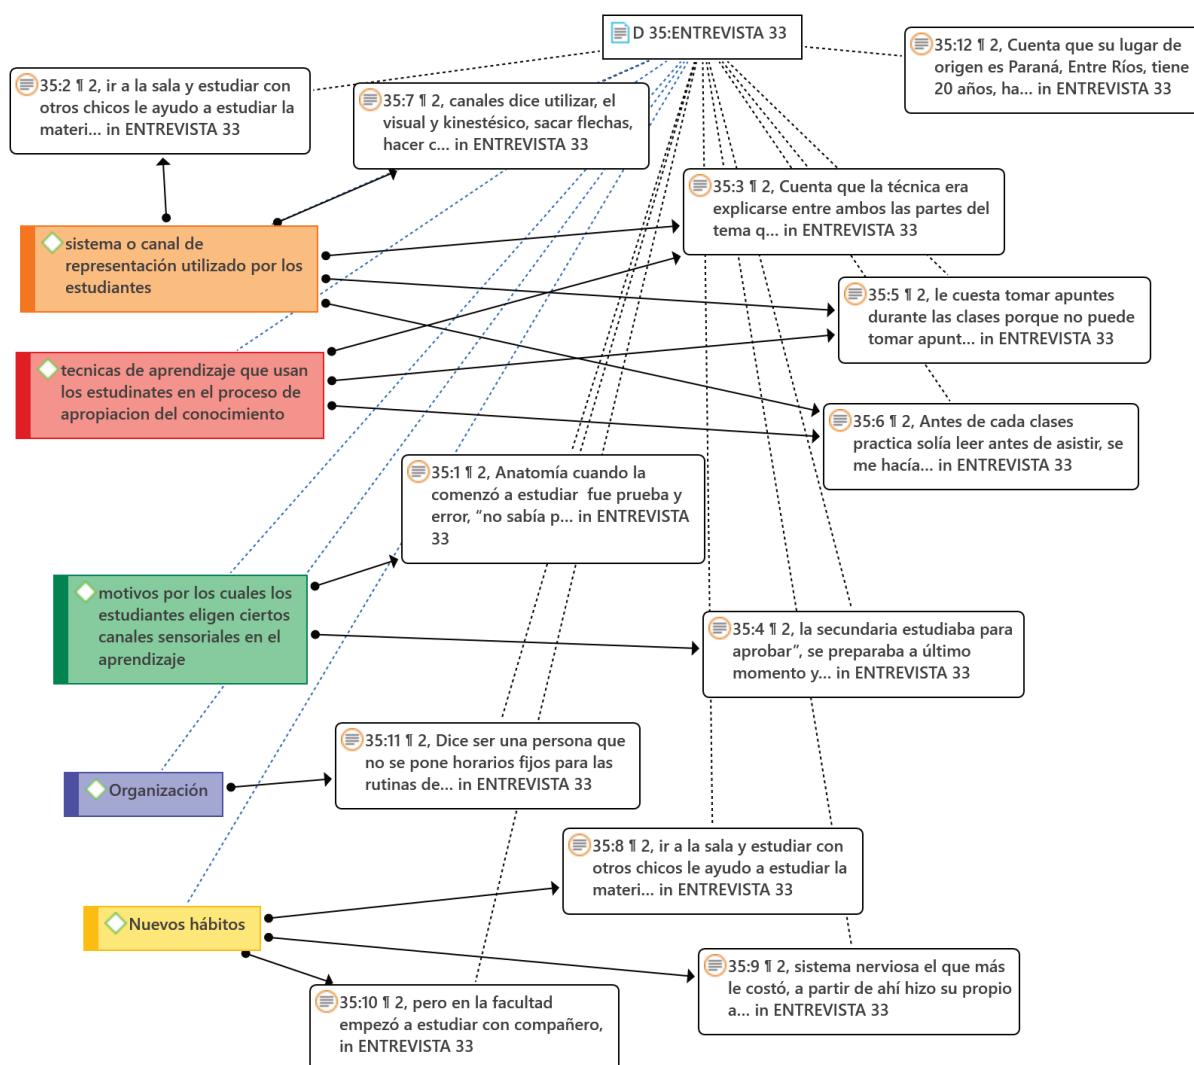 D 35:ENTREVISTA 33
35:12 ¶ 2, Cuenta que su lugar de
origen es Paraná, Entre Ríos, tiene
20 años, ha... in ENTREVISTA 33
35:2 ¶ 2, ir a la sala y estudiar con
otros chicos le ayudo a estudiar la
materi... in ENTREVISTA 33
35:7 ¶ 2, canales dice utilizar, el
visual y kinestésico, sacar flechas,
hacer c... in ENTREVISTA 33
35:3 ¶ 2, Cuenta que la técnica era
explicarse entre ambos las partes del
tema q... in ENTREVISTA 33
sistema o canal de
representación utilizado por los
estudiantes
35:5 ¶ 2, le cuesta tomar apuntes
durante las clases porque no puede
tomar apunt... in ENTREVISTA 33
tecnicas de aprendizaje que usan
los estudinates en el proceso de
apropiacion del conocimiento
35:6 ¶ 2, Antes de cada clases
practica solía leer antes de asistir, se
me hacía... in ENTREVISTA 33
35:1 ¶ 2, Anatomía cuando la
comenzó a estudiar  fue prueba y
error, “no sabía p... in ENTREVISTA
33
motivos por los cuales los
estudiantes eligen ciertos
canales sensoriales en el
aprendizaje
35:4 ¶ 2, la secundaria estudiaba para
aprobar”, se preparaba a último
momento y... in ENTREVISTA 33
35:11 ¶ 2, Dice ser una persona que
no se pone horarios fijos para las
rutinas de... in ENTREVISTA 33
Organización
35:8 ¶ 2, ir a la sala y estudiar con
otros chicos le ayudo a estudiar la
materi... in ENTREVISTA 33
Nuevos hábitos
35:9 ¶ 2, sistema nerviosa el que más
le costó, a partir de ahí hizo su propio
a... in ENTREVISTA 33
35:10 ¶ 2, pero en la facultad
empezó a estudiar con compañero,
in ENTREVISTA 33